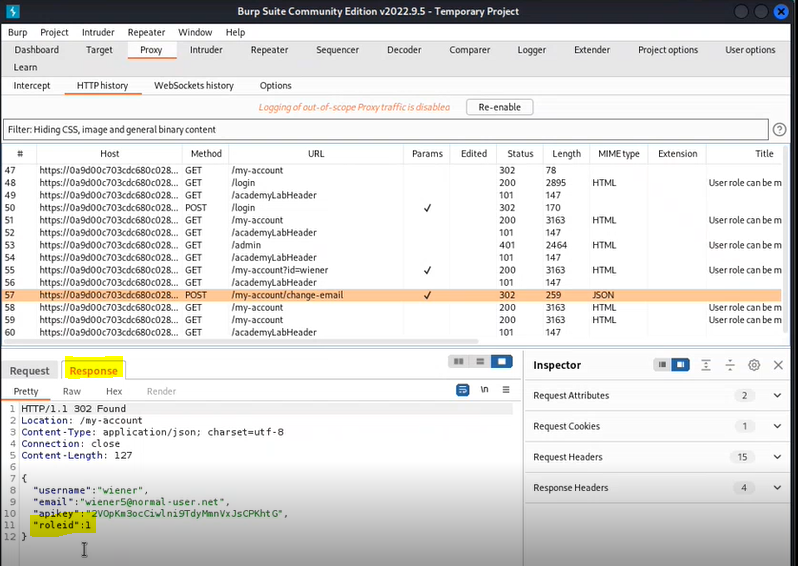 Burp Suite Community Edition v2022.9.5 - Temporary Project
Burp Project Intruder Repeater Window Help
Dashboard Target Proxy Intruder Repeater Sequencer Decoder Comparer Logger Extender Project options User options
Learn
Intercept HTTP history WebSockets history Options
Logging of out-of-scope Proxy traffic is disabled Re-enable
Filter: Hiding CSS, image and general binary content ?
# Host Method URL Params Edited Status Length MIME type Extension Title
47 https://0a9d00c703cdc680c028... GET /my-account 302 78
48 https://0a9d00c703cdc680c028... GET /login 200 2895 HTML User role can be m
49 https://0a9d00c703cdc680c028... GET /academyLabHeader 101 147
50 https://0a9d00c703cdc680c028... POST /login ✓ 302 170
51 https://0a9d00c703cdc680c028... GET /my-account 200 3163 HTML User role can be m
52 https://0a9d00c703cdc680c028... GET /academyLabHeader 101 147
53 https://0a9d00c703cdc680c028... GET /admin 401 2464 HTML User role can be m
54 https://0a9d00c703cdc680c028... GET /academyLabHeader 101 147
55 https://0a9d00c703cdc680c028... GET /my-account?id=wiener ✓ 200 3163 HTML User role can be m
56 https://0a9d00c703cdc680c028... GET /academyLabHeader 101 147
57 https://0a9d00c703cdc680c028... POST /my-account/change-email ✓ 302 259 JSON
58 https://0a9d00c703cdc680c028... GET /my-account 200 3163 HTML User role can be m
59 https://0a9d00c703cdc680c028... GET /my-account 200 3163 HTML User role can be m
60 https://0a9d00c703cdc680c028... GET /academyLabHeader 101 147
Request Response
Pretty Raw Hex Render \n
1 HTTP/1.1 302 Found
2 Location: /my-account
3 Content-Type: application/json; charset=utf-8
4 Connection: close
5 Content-Length: 127
6
7 {
8 "username":"wiener",
9 "email":"wiener5@normal-user.net",
10 "apikey":"2VOpKm3ocCiwlni9TdyMmnVxJsCPKhtG",
11 "roleid":1
12 }
Inspector
Request Attributes 2
Request Cookies 1
Request Headers 15
Response Headers 4